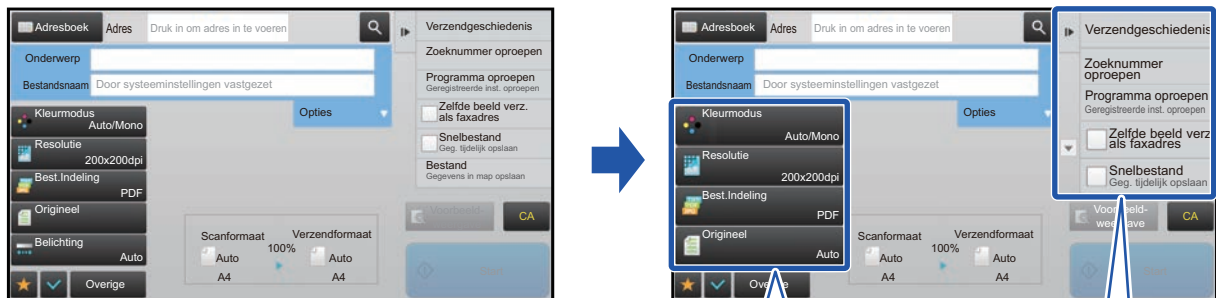 Adresboek Adres Druk in om adres in te voeren
Onderwerp
Bestandsnaam Door systeeminstellingen vastgezet
Opties
Kleurmodus
Auto/Mono
Resolutie
200x200dpi
Best.Indeling
PDF
Origineel
Belichting
Auto
Overige
Scanformaat
Auto
A4
100%
Verzendformaat
Auto
A4
Verzendgeschiedenis
Zoeknummer oproepen
Programma oproepen
Geregistreerde inst. oproepen
Zelfde beeld verz.
als faxadres
Snelbestand
Geg. tijdelijk opslaan
Bestand
Gegevens in map opslaan
Voorbeeld-
CA
Adresboek Adres Druk in om adres in te voeren
Onderwerp
Bestandsnaam Door systeeminstellingen vastgezet
Opties
Kleurmodus
Auto/Mono
Resolutie
200x200dpi
Best.Indeling
PDF
Origineel
Auto
Scanformaat
Auto
A4
100%
Verzendformaat
Auto
A4
Verzendgeschiedenis
Zoeknummer
oproepen
Programma oproepen
Geregistreerde inst. oproepen
Zelfde beeld verz
als faxadres
Snelbestand
Geg. tijdelijk opslaan
Voorbeeld-
CA